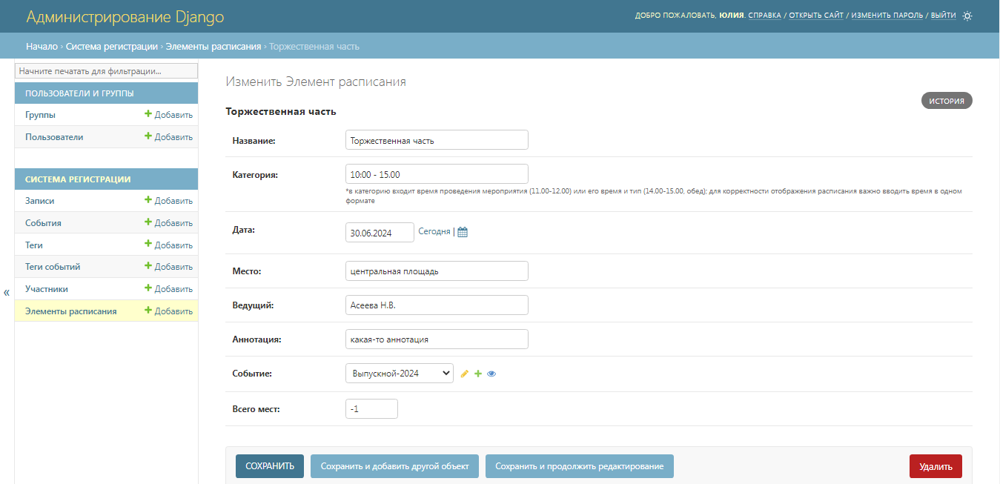 Администрирование Django
ДОБРО ПОЖАЛОВАТЬ, ЮЛИЯ. СПРАВКА / ОТКРЫТЬ САЙТ / ИЗМЕНИТЬ ПАРОЛЬ / ВЫЙТИ
Начало › Система регистрации › Элементы расписания › Торжественная часть
Начните печатать для фильтрации...
ПОЛЬЗОВАТЕЛИ И ГРУППЫ
Группы + Добавить
Пользователи + Добавить
СИСТЕМА РЕГИСТРАЦИИ
Записи + Добавить
События + Добавить
Теги + Добавить
Теги событий + Добавить
Участники + Добавить
Элементы расписания + Добавить
«
Изменить Элемент расписания
ИСТОРИЯ
Торжественная часть
Название: Торжественная часть
Категория: 10:00 - 15.00
*в категорию входит время проведения мероприятия (11.00-12.00) или его время и тип (14.00-15.00, обед); для корректности отображения расписания важно вводить время в одном
формате
Дата: 30.06.2024 Сегодня |
Место: центральная площадь
Ведущий: Асеева Н.В.
Аннотация: какая-то аннотация
Событие: Выпускной-2024
Всего мест: -1
СОХРАНИТЬ Сохранить и добавить другой объект Сохранить и продолжить редактирование Удалить